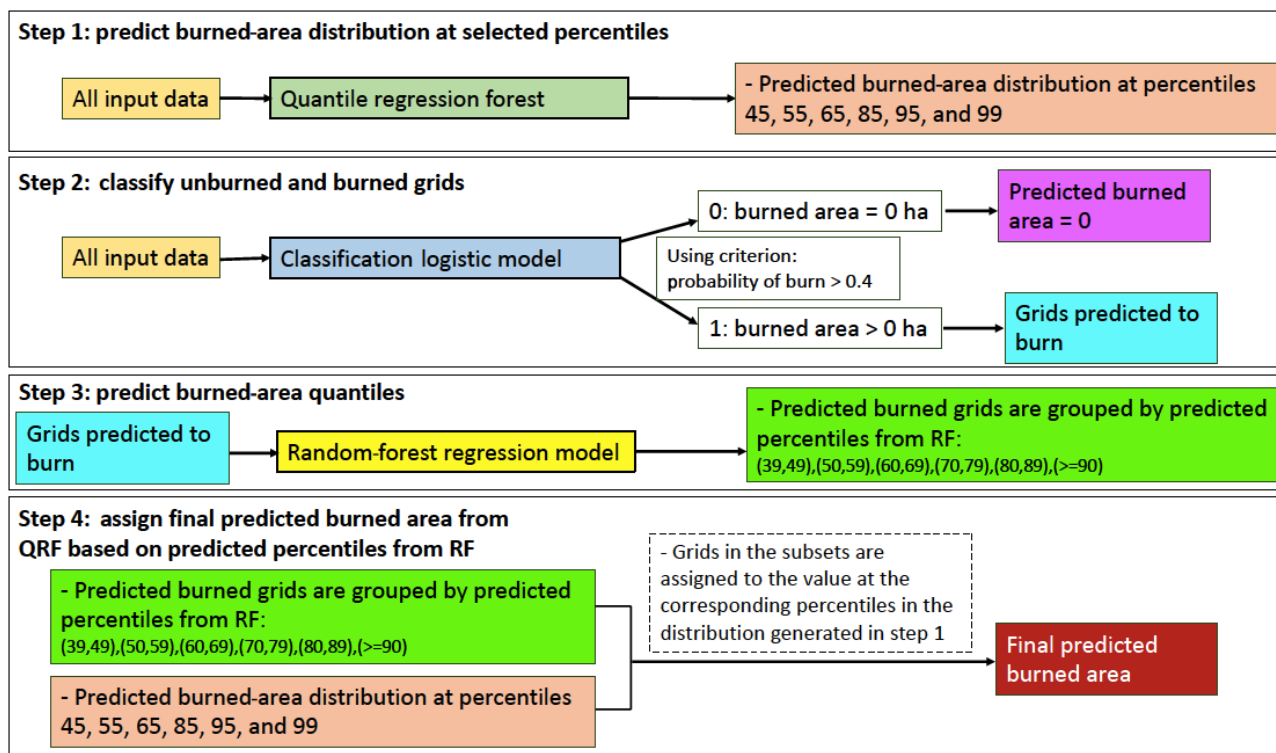 Step 1: predict burned-area distribution at selected percentiles
All input data
Quantile regression forest
- Predicted burned-area distribution at percentiles
45, 55, 65, 85, 95, and 99
Step 2: classify unburned and burned grids
All input data
Classification logistic model
0: burned area = 0 ha
Using criterion:
probability of burn > 0.4
1: burned area > 0 ha
Predicted burned
area = 0
Grids predicted to
burn
Step 3: predict burned-area quantiles
Grids predicted to
burn
Random-forest regression model
- Predicted burned grids are grouped by predicted
percentiles from RF:
(39,49),(50,59),(60,69),(70,79),(80,89),(>=90)
Step 4: assign final predicted burned area from
QRF based on predicted percentiles from RF
- Predicted burned grids are grouped by predicted
percentiles from RF:
(39,49),(50,59),(60,69),(70,79),(80,89),(>=90)
- Predicted burned-area distribution at percentiles
45, 55, 65, 85, 95, and 99
- Grids in the subsets are
assigned to the value at the
corresponding percentiles in the
distribution generated in step 1
Final predicted
burned area